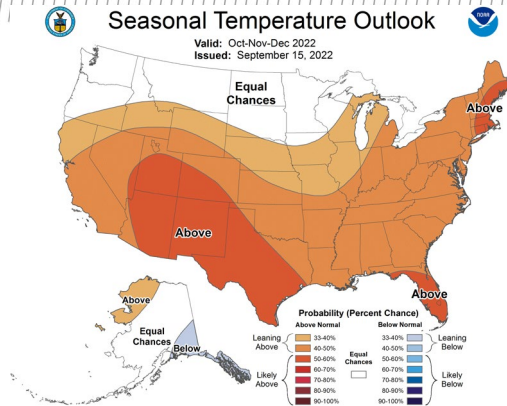 Seasonal Temperature Outlook
NOAA
Valid: Oct-Nov-Dec 2022
Issued: September 15, 2022
Equal
Chances
Above
Above
Above
Above
Equal
Chances
Below
Probability (Percent Chance)
Above Normal
Below Normal
Leaning
Above
33-40%
40-50%
Likely
Above
50-60%
60-70%
70-80%
80-90%
90-100%
Equal
Chances
33-40%
40-50%
Leaning
Below
50-60%
60-70%
70-80%
80-90%
90-100%
Likely
Below